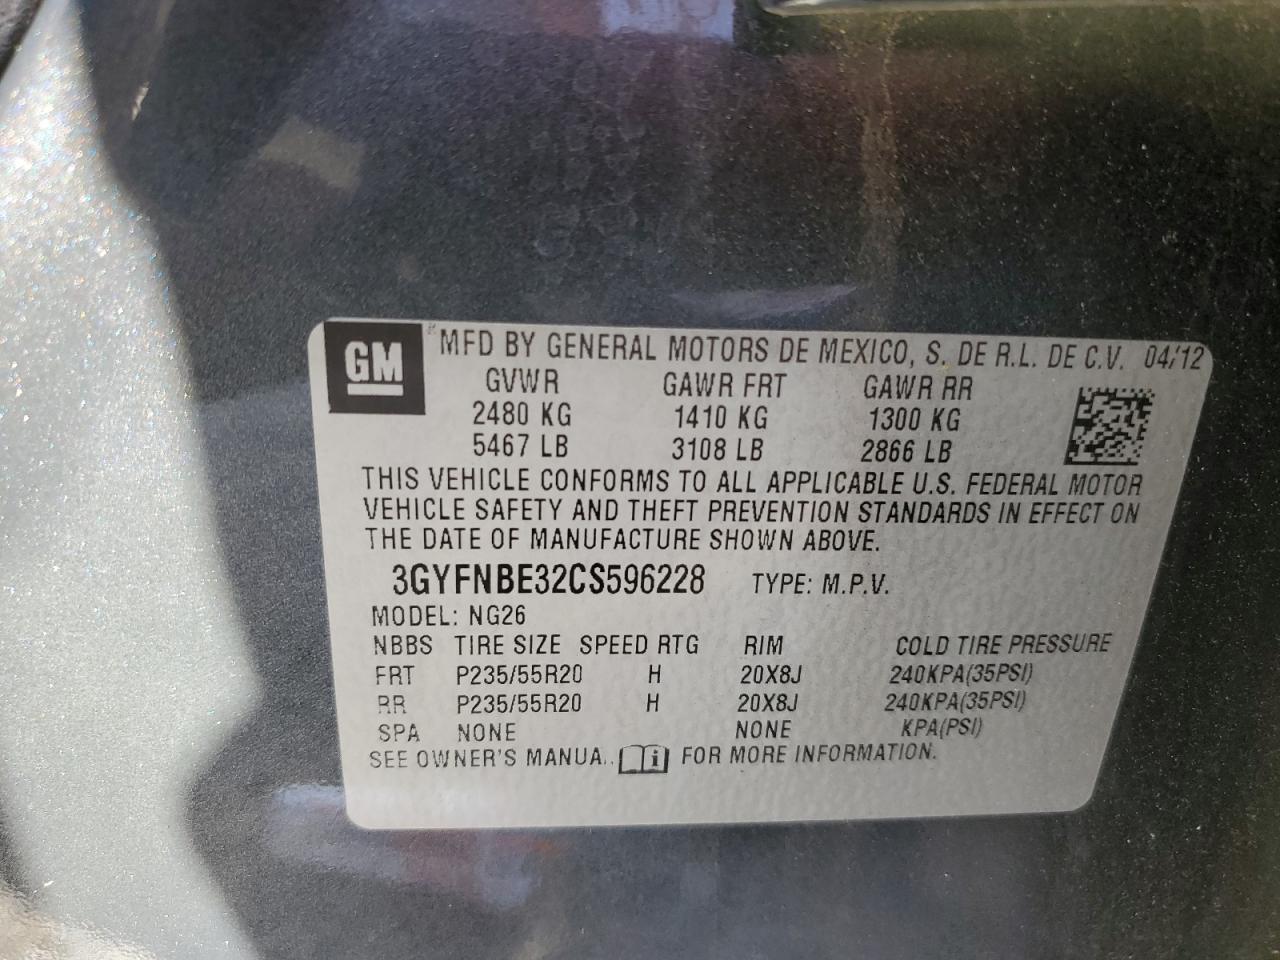 GM
MFD BY GENERAL MOTORS DE MEXICO, S. DE R.L. DE C.V. 04/12
GVWR GAWR FRT GAWR RR
2480 KG 1410 KG 1300 KG
5467 LB 3108 LB 2866 LB
THIS VEHICLE CONFORMS TO ALL APPLICABLE U.S. FEDERAL MOTOR
VEHICLE SAFETY AND THEFT PREVENTION STANDARDS IN EFFECT ON
THE DATE OF MANUFACTURE SHOWN ABOVE.
3GYFNBE32CS596228 TYPE: M.P.V.
MODEL: NG26
NBBS TIRE SIZE SPEED RTG RIM COLD TIRE PRESSURE
FRT P235/55R20 H 20X8J 240KPA(35PSI)
RR P235/55R20 H 20X8J 240KPA(35PSI)
SPA NONE NONE KPA(PSI)
SEE OWNER'S MANUAL FOR MORE INFORMATION.